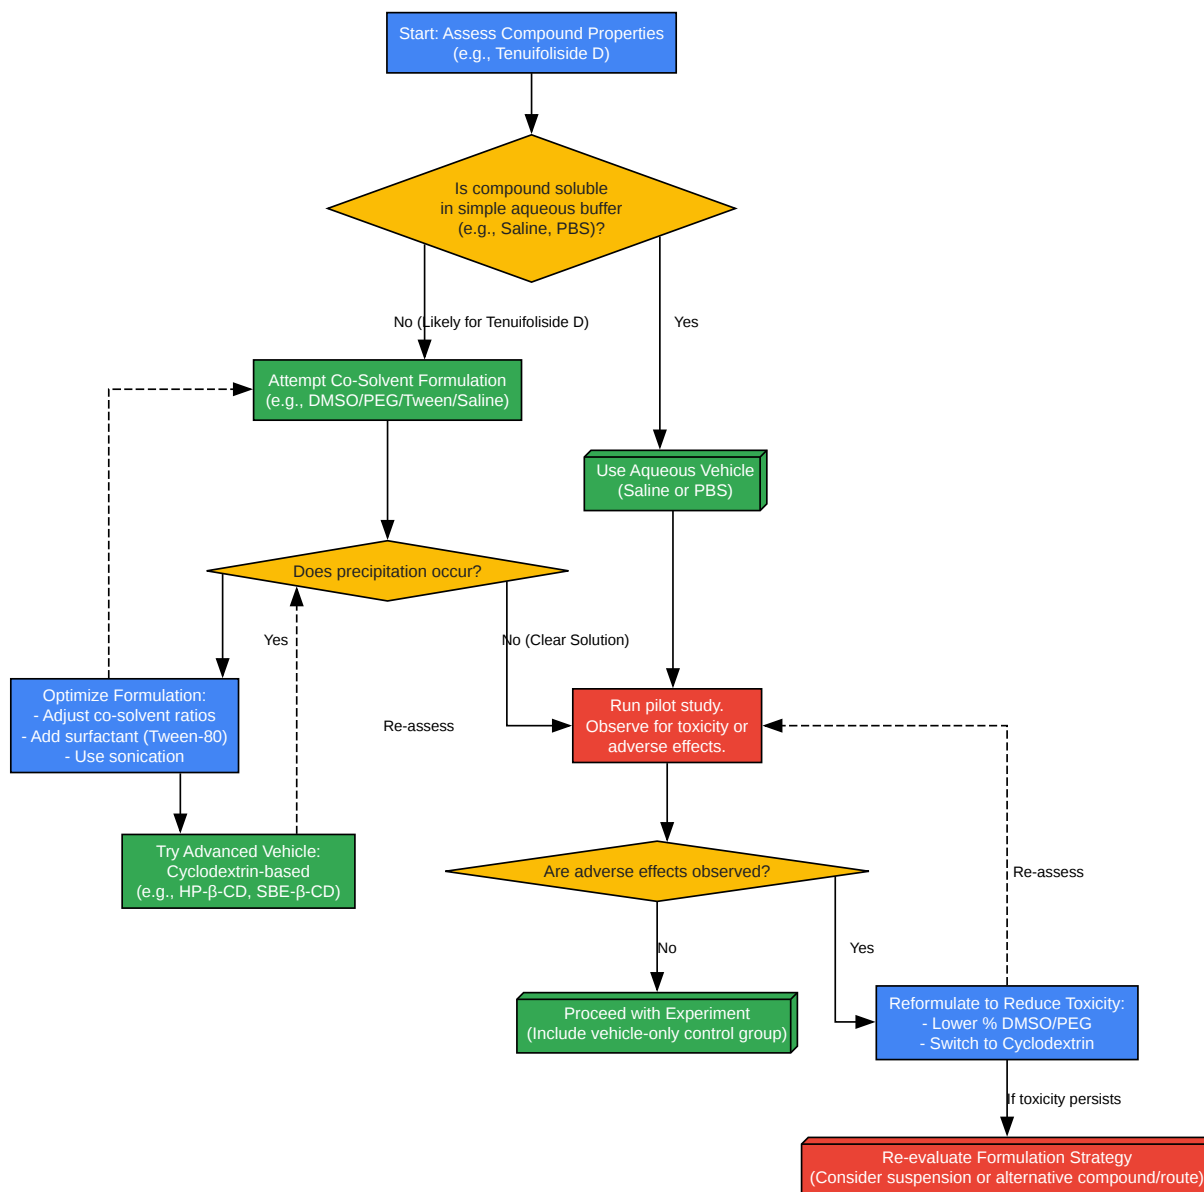 Start: Assess Compound Properties
(e.g., Tenuifoliside D)
Is compound soluble
in simple aqueous buffer
(e.g., Saline, PBS)?
No (Likely for Tenuifoliside D)
Yes
Attempt Co-Solvent Formulation
(e.g., DMSO/PEG/Tween/Saline)
Use Aqueous Vehicle
(Saline or PBS)
Does precipitation occur?
Yes
No (Clear Solution)
Optimize Formulation:
- Adjust co-solvent ratios
- Add surfactant (Tween-80)
- Use sonication
Re-assess
Run pilot study.
Observe for toxicity or
adverse effects.
Try Advanced Vehicle:
Cyclodextrin-based
(e.g., HP-β-CD, SBE-β-CD)
Are adverse effects observed?
Re-assess
No
Yes
Proceed with Experiment
(Include vehicle-only control group)
Reformulate to Reduce Toxicity:
- Lower % DMSO/PEG
- Switch to Cyclodextrin
If toxicity persists
Re-evaluate Formulation Strategy
(Consider suspension or alternative compound/route)